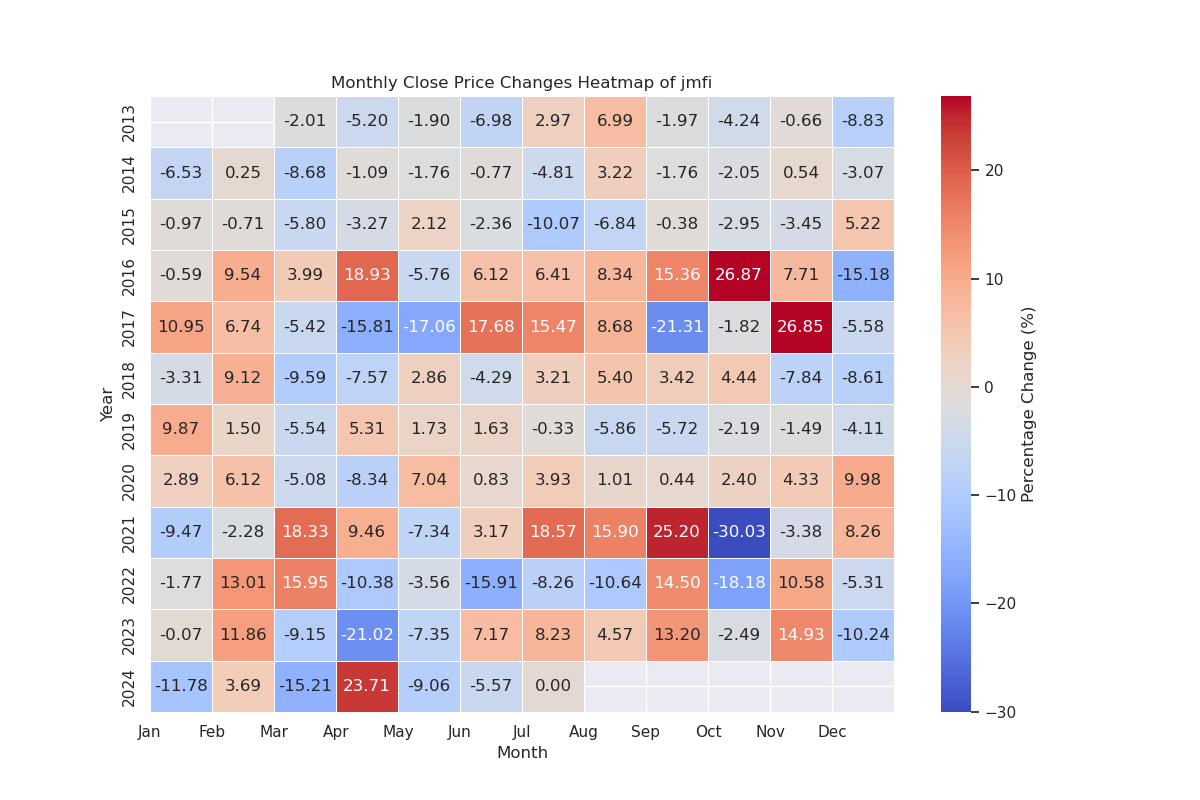 Monthly Close Price Changes Heatmap of jmfi
2013 -2.01 -5.20 -1.90 -6.98 2.97 6.99 -1.97 -4.24 -0.66 -8.83
2014 -6.53 0.25 -8.68 -1.09 -1.76 -0.77 -4.81 3.22 -1.76 -2.05 0.54 -3.07
2015 -0.97 -0.71 -5.80 -3.27 2.12 -2.36 -10.07 -6.84 -0.38 -2.95 -3.45 5.22
2016 -0.59 9.54 3.99 18.93 -5.76 6.12 6.41 8.34 15.36 26.87 7.71 -15.18
2017 10.95 6.74 -5.42 -15.81 -17.06 17.68 15.47 8.68 -21.31 -1.82 26.85 -5.58
2018 -3.31 9.12 -9.59 -7.57 2.86 -4.29 3.21 5.40 3.42 4.44 -7.84 -8.61
2019 9.87 1.50 -5.54 5.31 1.73 1.63 -0.33 -5.86 -5.72 -2.19 -1.49 -4.11
2020 2.89 6.12 -5.08 -8.34 7.04 0.83 3.93 1.01 0.44 2.40 4.33 9.98
2021 -9.47 -2.28 18.33 9.46 -7.34 3.17 18.57 15.90 25.20 -30.03 -3.38 8.26
2022 -1.77 13.01 15.95 -10.38 -3.56 -15.91 -8.26 -10.64 14.50 -18.18 10.58 -5.31
2023 -0.07 11.86 -9.15 -21.02 -7.35 7.17 8.23 4.57 13.20 -2.49 14.93 -10.24
2024 -11.78 3.69 -15.21 23.71 -9.06 -5.57 0.00
Jan Feb Mar Apr May Jun Jul Aug Sep Oct Nov Dec
Month
Year
20
10
0
−10
−20
−30
Percentage Change (%)